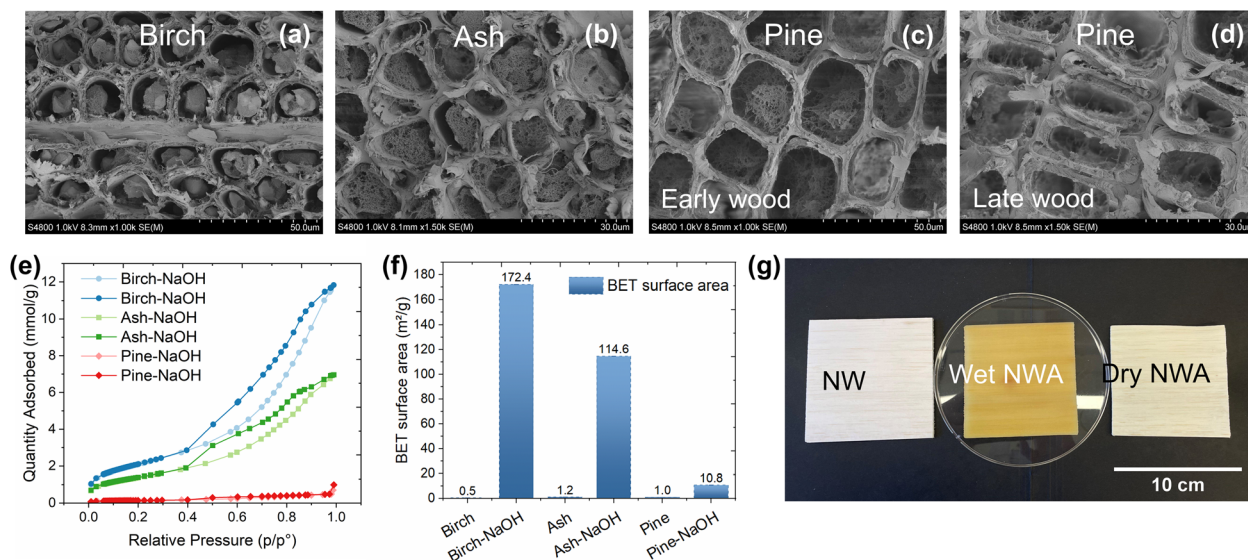 Birch
(a)
S4800 1.0kV 8.3mm x1.00k SE(M)
50.0um
Ash
(b)
S4800 1.0kV 8.1mm x1.50k SE(M)
30.0um
Pine
(c)
Early wood
S4800 1.0kV 8.5mm x1.00k SE(M)
50.0um
Pine
(d)
Late wood
S4800 1.0kV 8.5mm x1.50k SE(M)
30.0um
(e)
Quantity Adsorbed (mmol/g)
12
10
8
6
4
2
0
Birch-NaOH
Birch-NaOH
Ash-NaOH
Ash-NaOH
Pine-NaOH
Pine-NaOH
0.0 0.2 0.4 0.6 0.8 1.0
Relative Pressure (p/p°)
(f)
BET surface area (m²/g)
190
180
160
140
120
100
80
60
40
20
10
0
BET surface area
0.5
172.4
1.2
114.6
1.0
10.8
Birch
Birch-NaOH
Ash
Ash-NaOH
Pine
Pine-NaOH
(g)
NW
Wet NWA
Dry NWA
10 cm